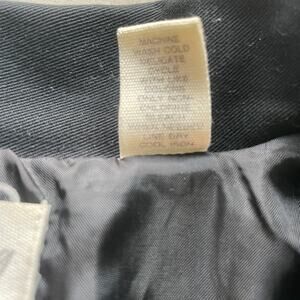 MACHINE
WASH COLD
DELICATE
CYCLE
WITH LIKE
COLORS
ONLY NON-
CHLORINE
BLEACH
LINE DRY
COOL IRON